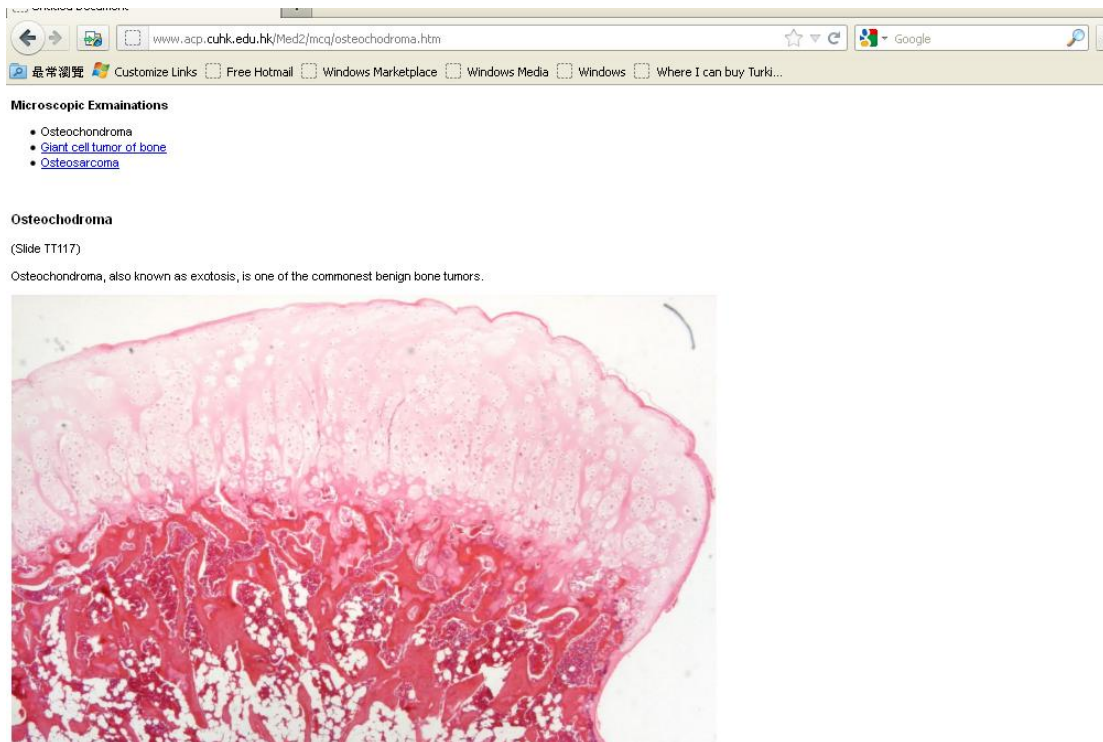 Untitled Document
www.acp.cuhk.edu.hk/Med2/mcq/osteochodroma.htm
Google
最常瀏覽 Customize Links Free Hotmail Windows Marketplace Windows Media Windows Where I can buy Turki...
Microscopic Exmainations
Osteochondroma
Giant cell tumor of bone
Osteosarcoma
Osteochodroma
(Slide TT117)
Osteochondroma, also known as exotosis, is one of the commonest benign bone tumors.